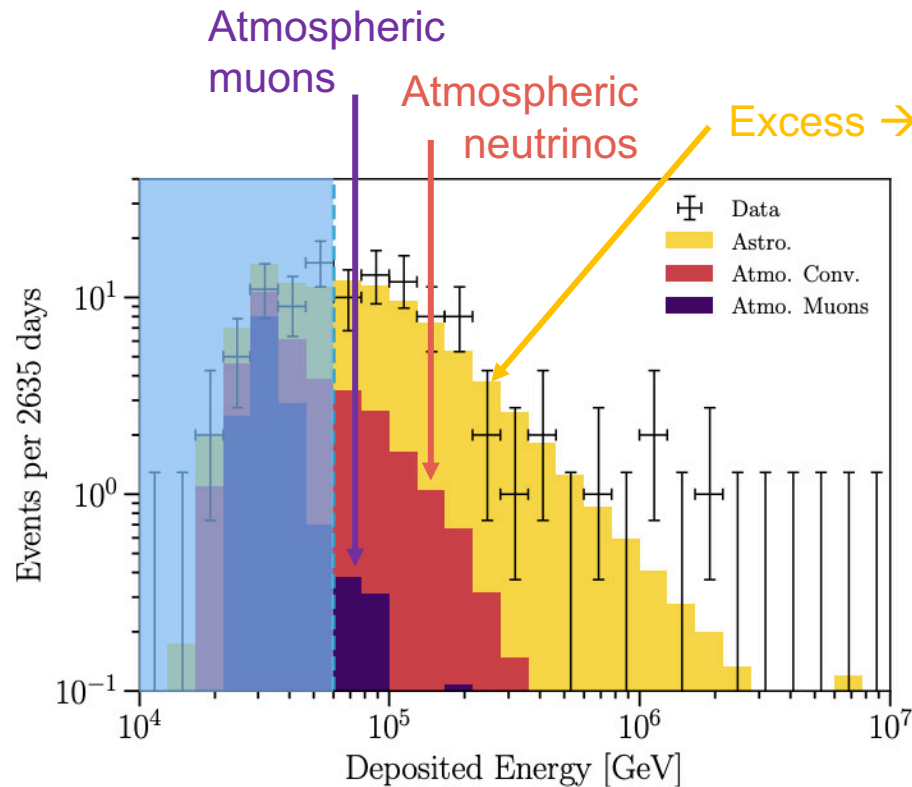 Atmospheric
muons
Atmospheric
neutrinos
Excess →
Data
Astro.
Atmo. Conv.
Atmo. Muons
Events per 2635 days
10¹
10⁰
10⁻¹
10⁴ 10⁵ 10⁶ 10⁷
Deposited Energy [GeV]